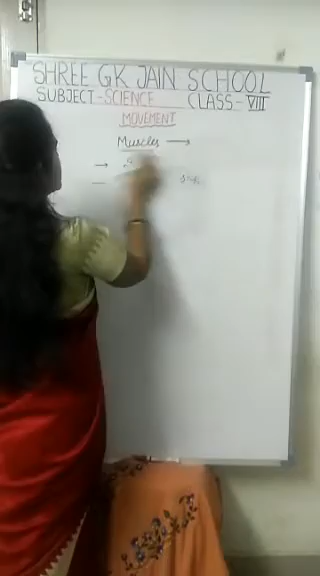 SHREE GK JAIN SCHOOL
SUBJECT-SCIENCE CLASS-VIII
MOVEMENT
Muscles →
→